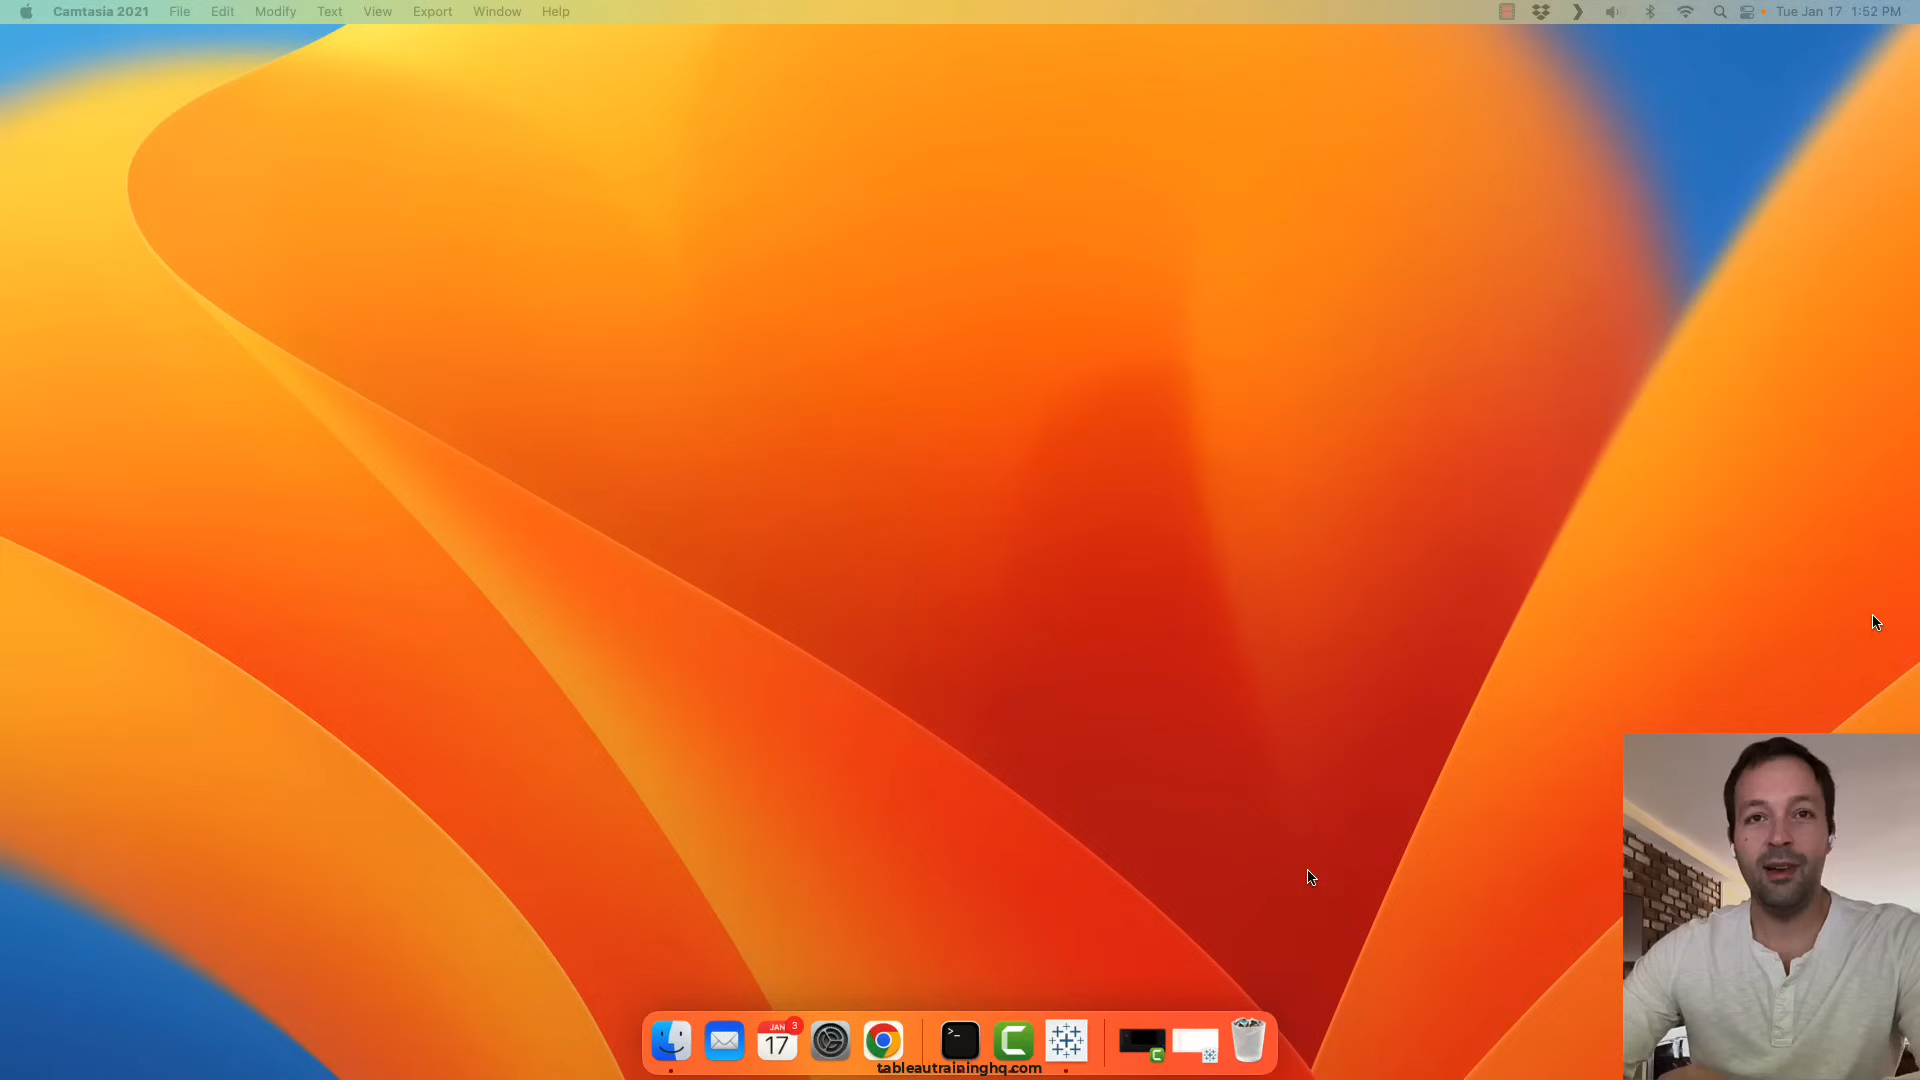 Camtasia 2021 File Edit Modify Text View Export Window Help Tue Jan 17 1:52 PM
JAN 3
17
>_
tableautraininghq.com